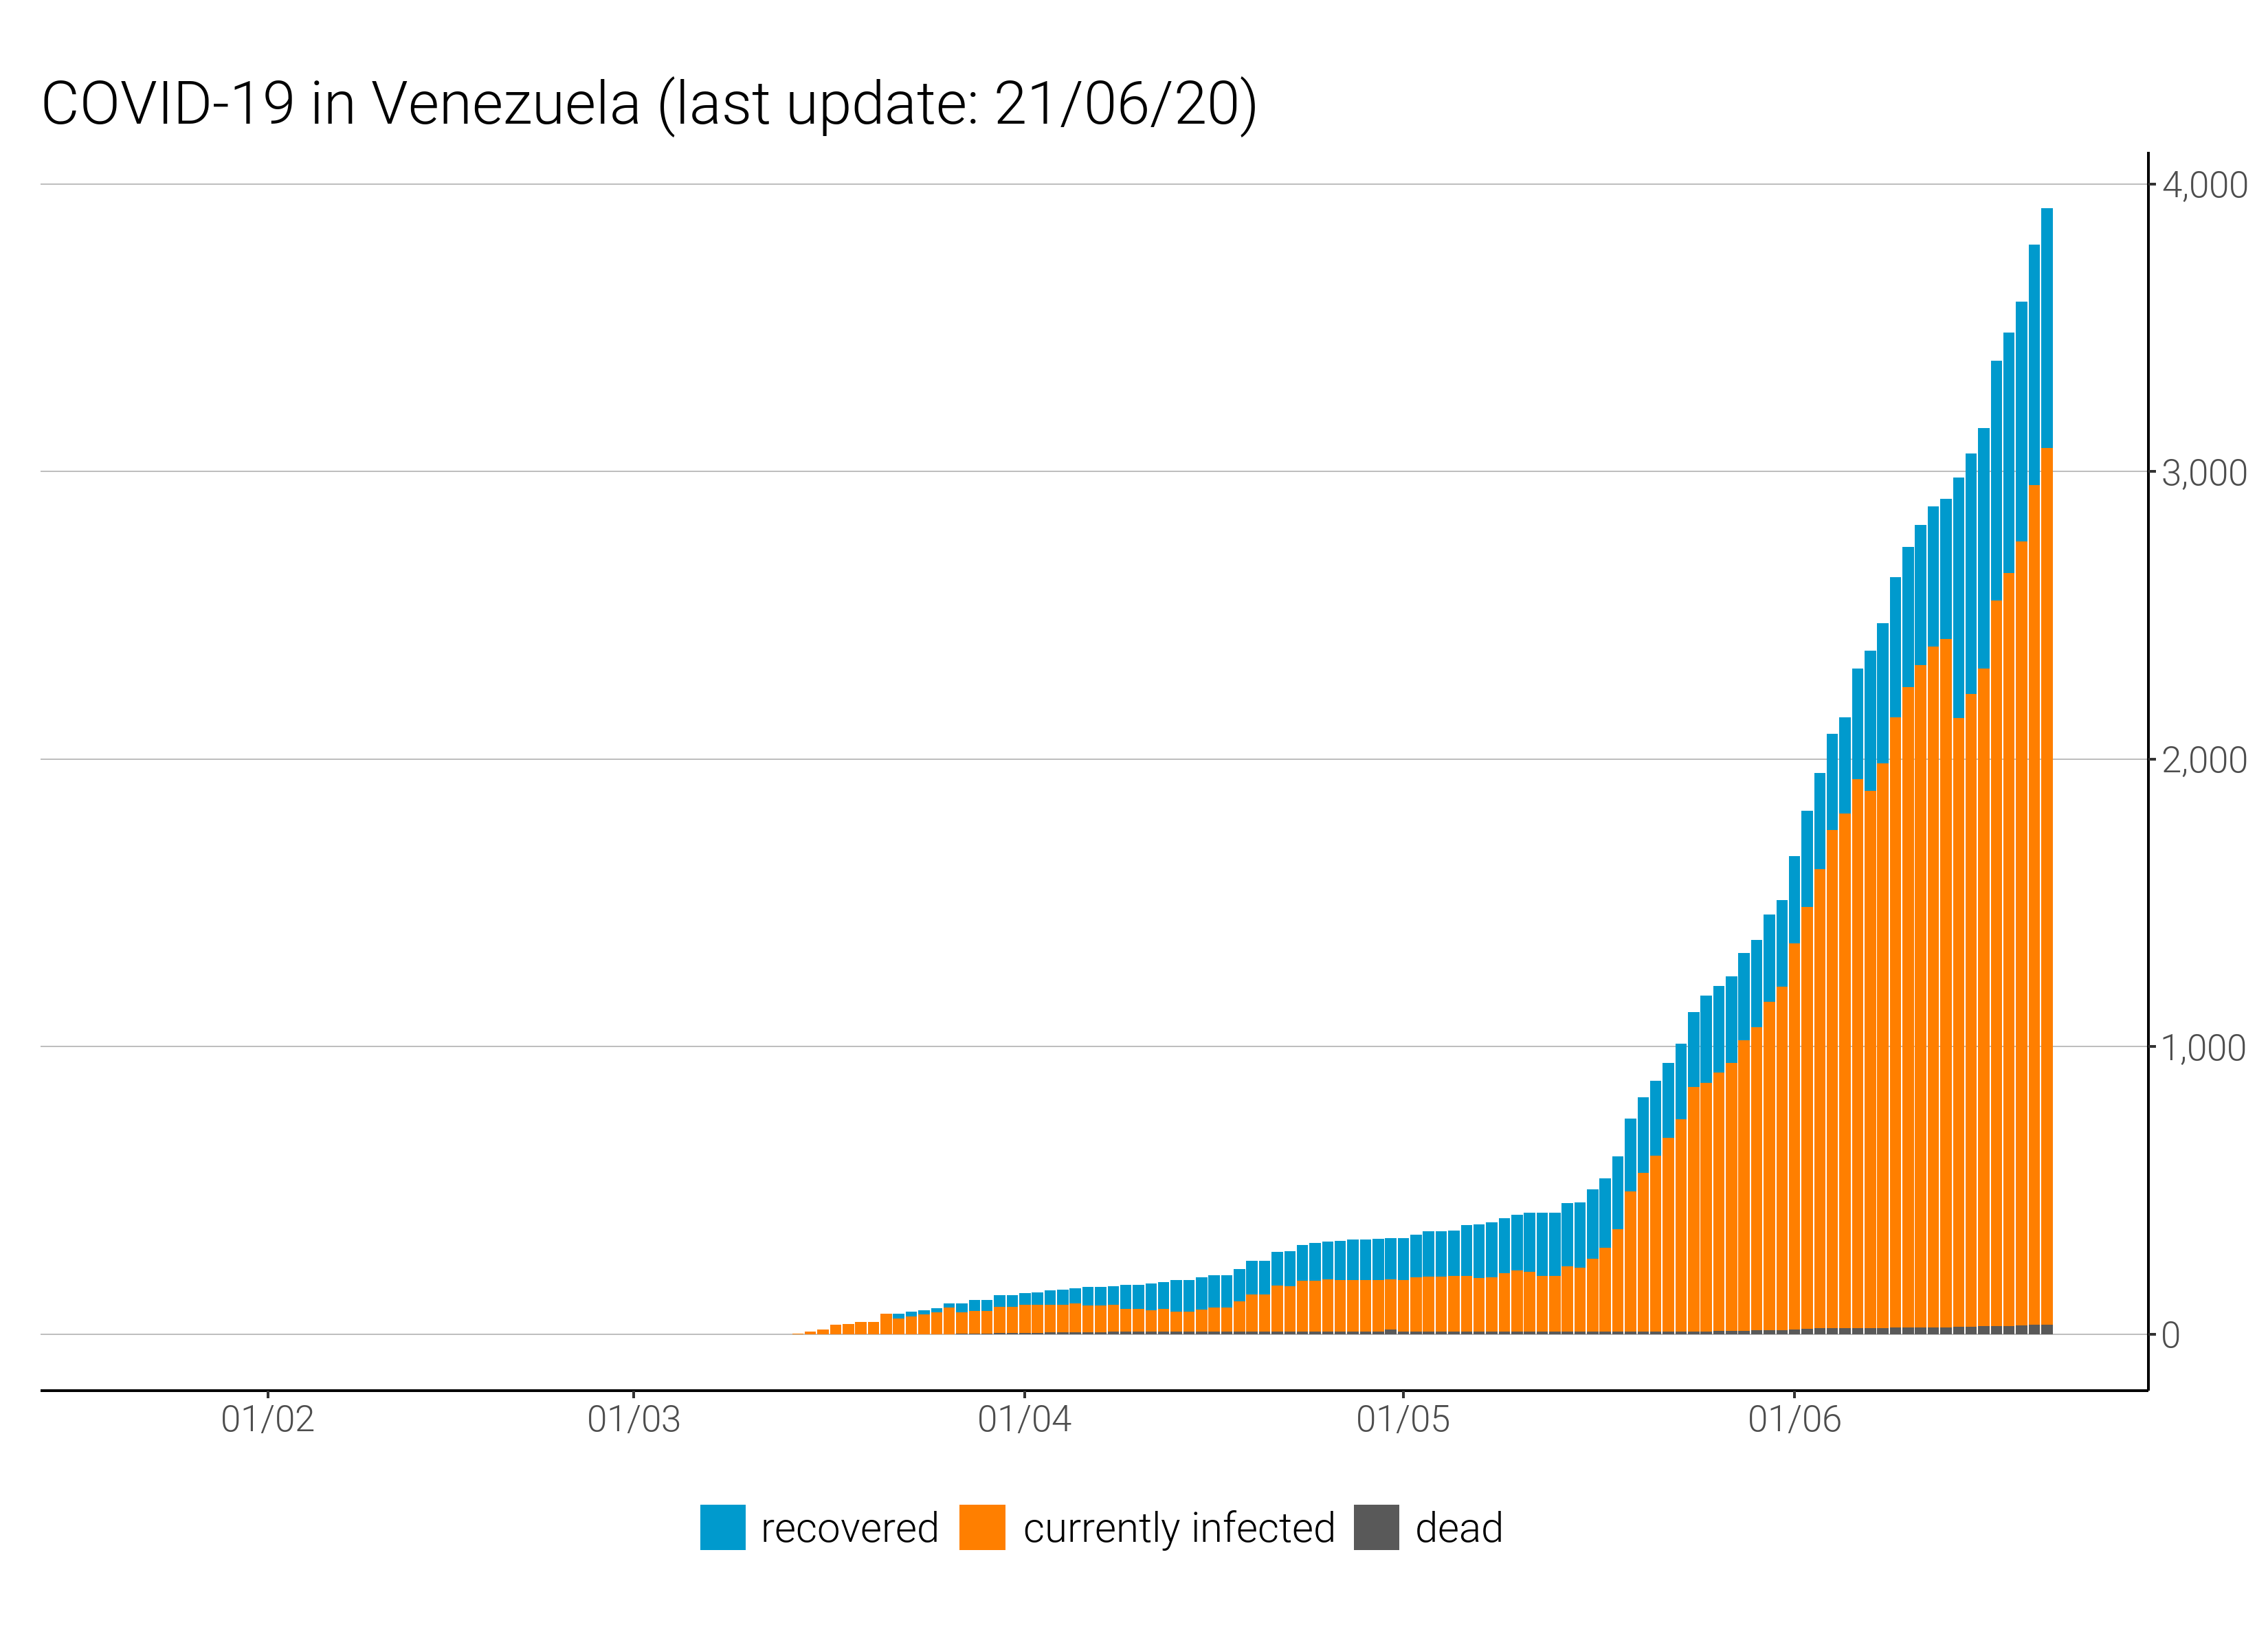 COVID-19 in Venezuela (last update: 21/06/20)
4,000
3,000
2,000
1,000
0
01/02 01/03 01/04 01/05 01/06
recovered currently infected dead